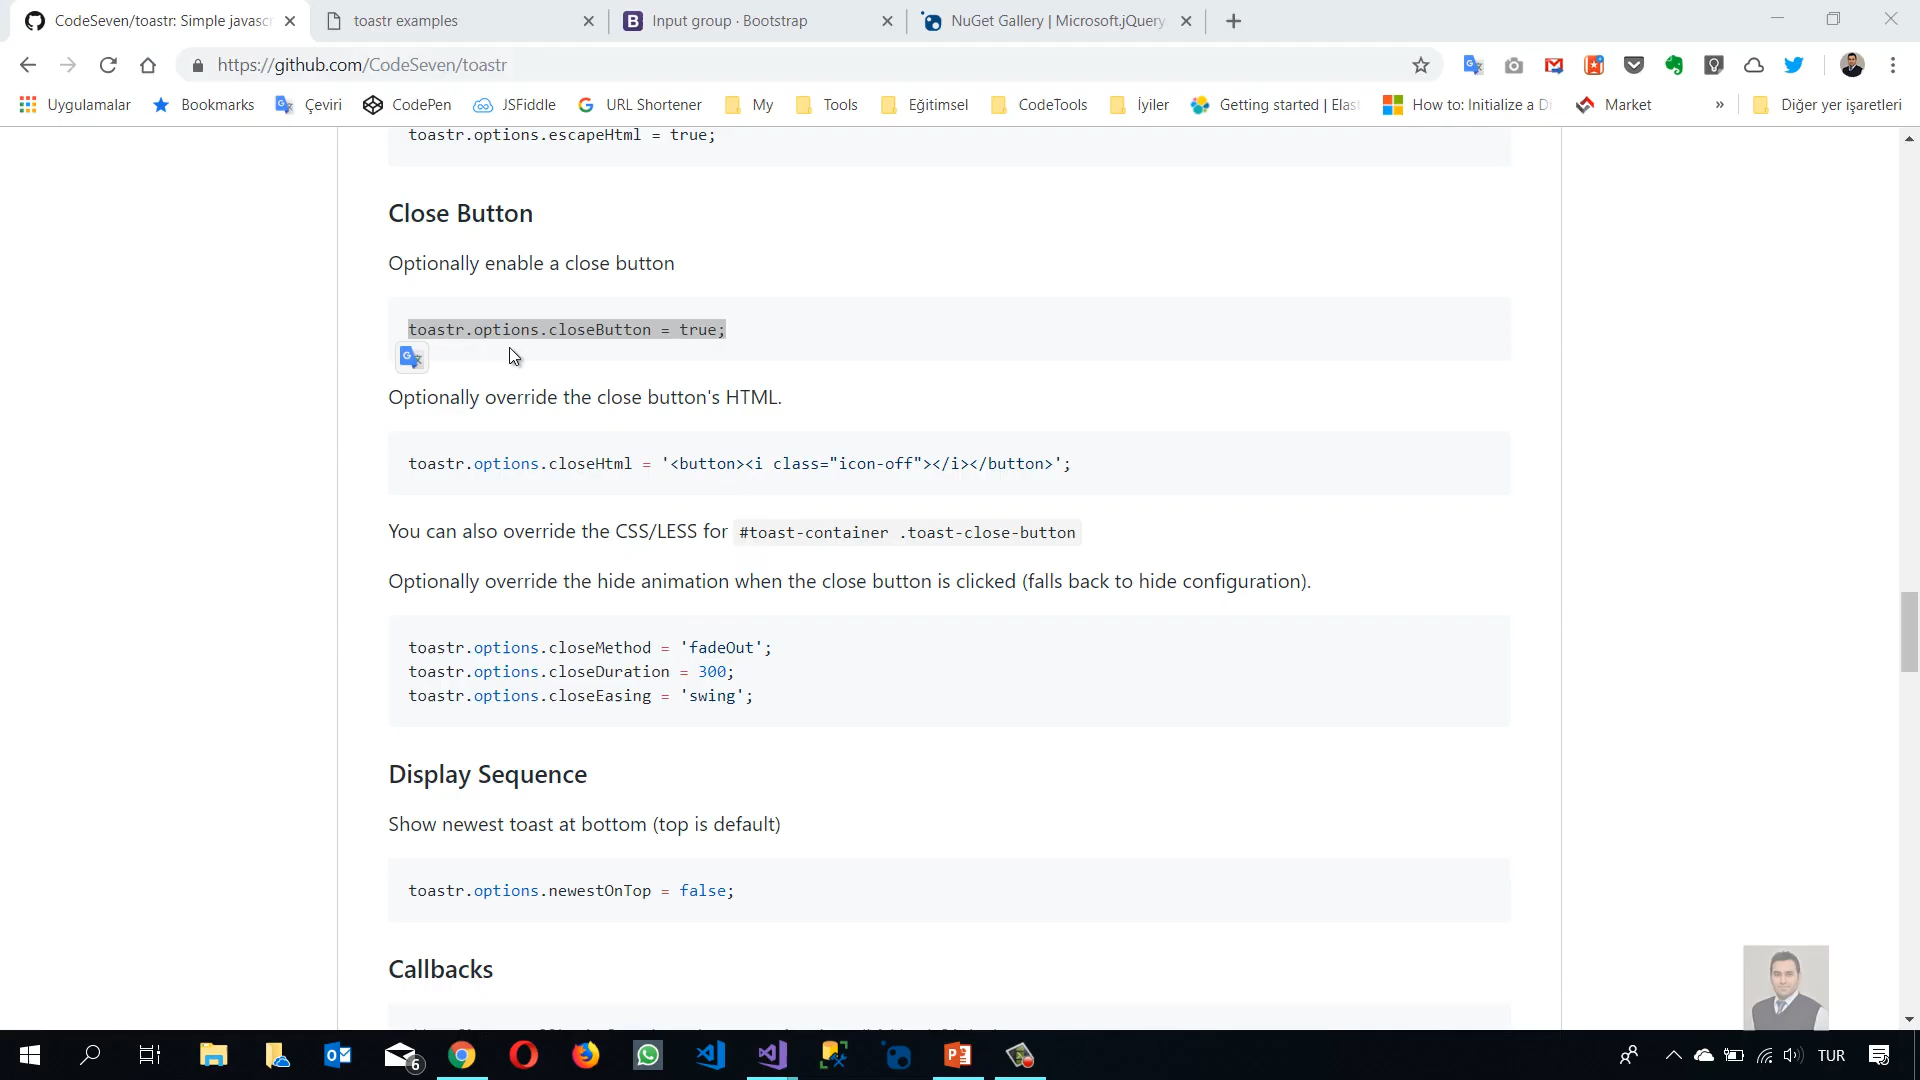 CodeSeven/toastr: Simple javasc
toastr examples
Input group · Bootstrap
NuGet Gallery | Microsoft.jQuery
https://github.com/CodeSeven/toastr
Uygulamalar
Bookmarks
Çeviri
CodePen
JSFiddle
URL Shortener
My
Tools
Eğitimsel
CodeTools
İyiler
Getting started | Elast
How to: Initialize a Di
Market
»
Diğer yer işaretleri
toastr.options.escapeHtml = true;
Close Button
Optionally enable a close button
toastr.options.closeButton = true;
Optionally override the close button's HTML.
toastr.options.closeHtml = '<button><i class="icon-off"></i></button>';
You can also override the CSS/LESS for #toast-container .toast-close-button
Optionally override the hide animation when the close button is clicked (falls back to hide configuration).
toastr.options.closeMethod = 'fadeOut';
toastr.options.closeDuration = 300;
toastr.options.closeEasing = 'swing';
Display Sequence
Show newest toast at bottom (top is default)
toastr.options.newestOnTop = false;
Callbacks
6
TUR